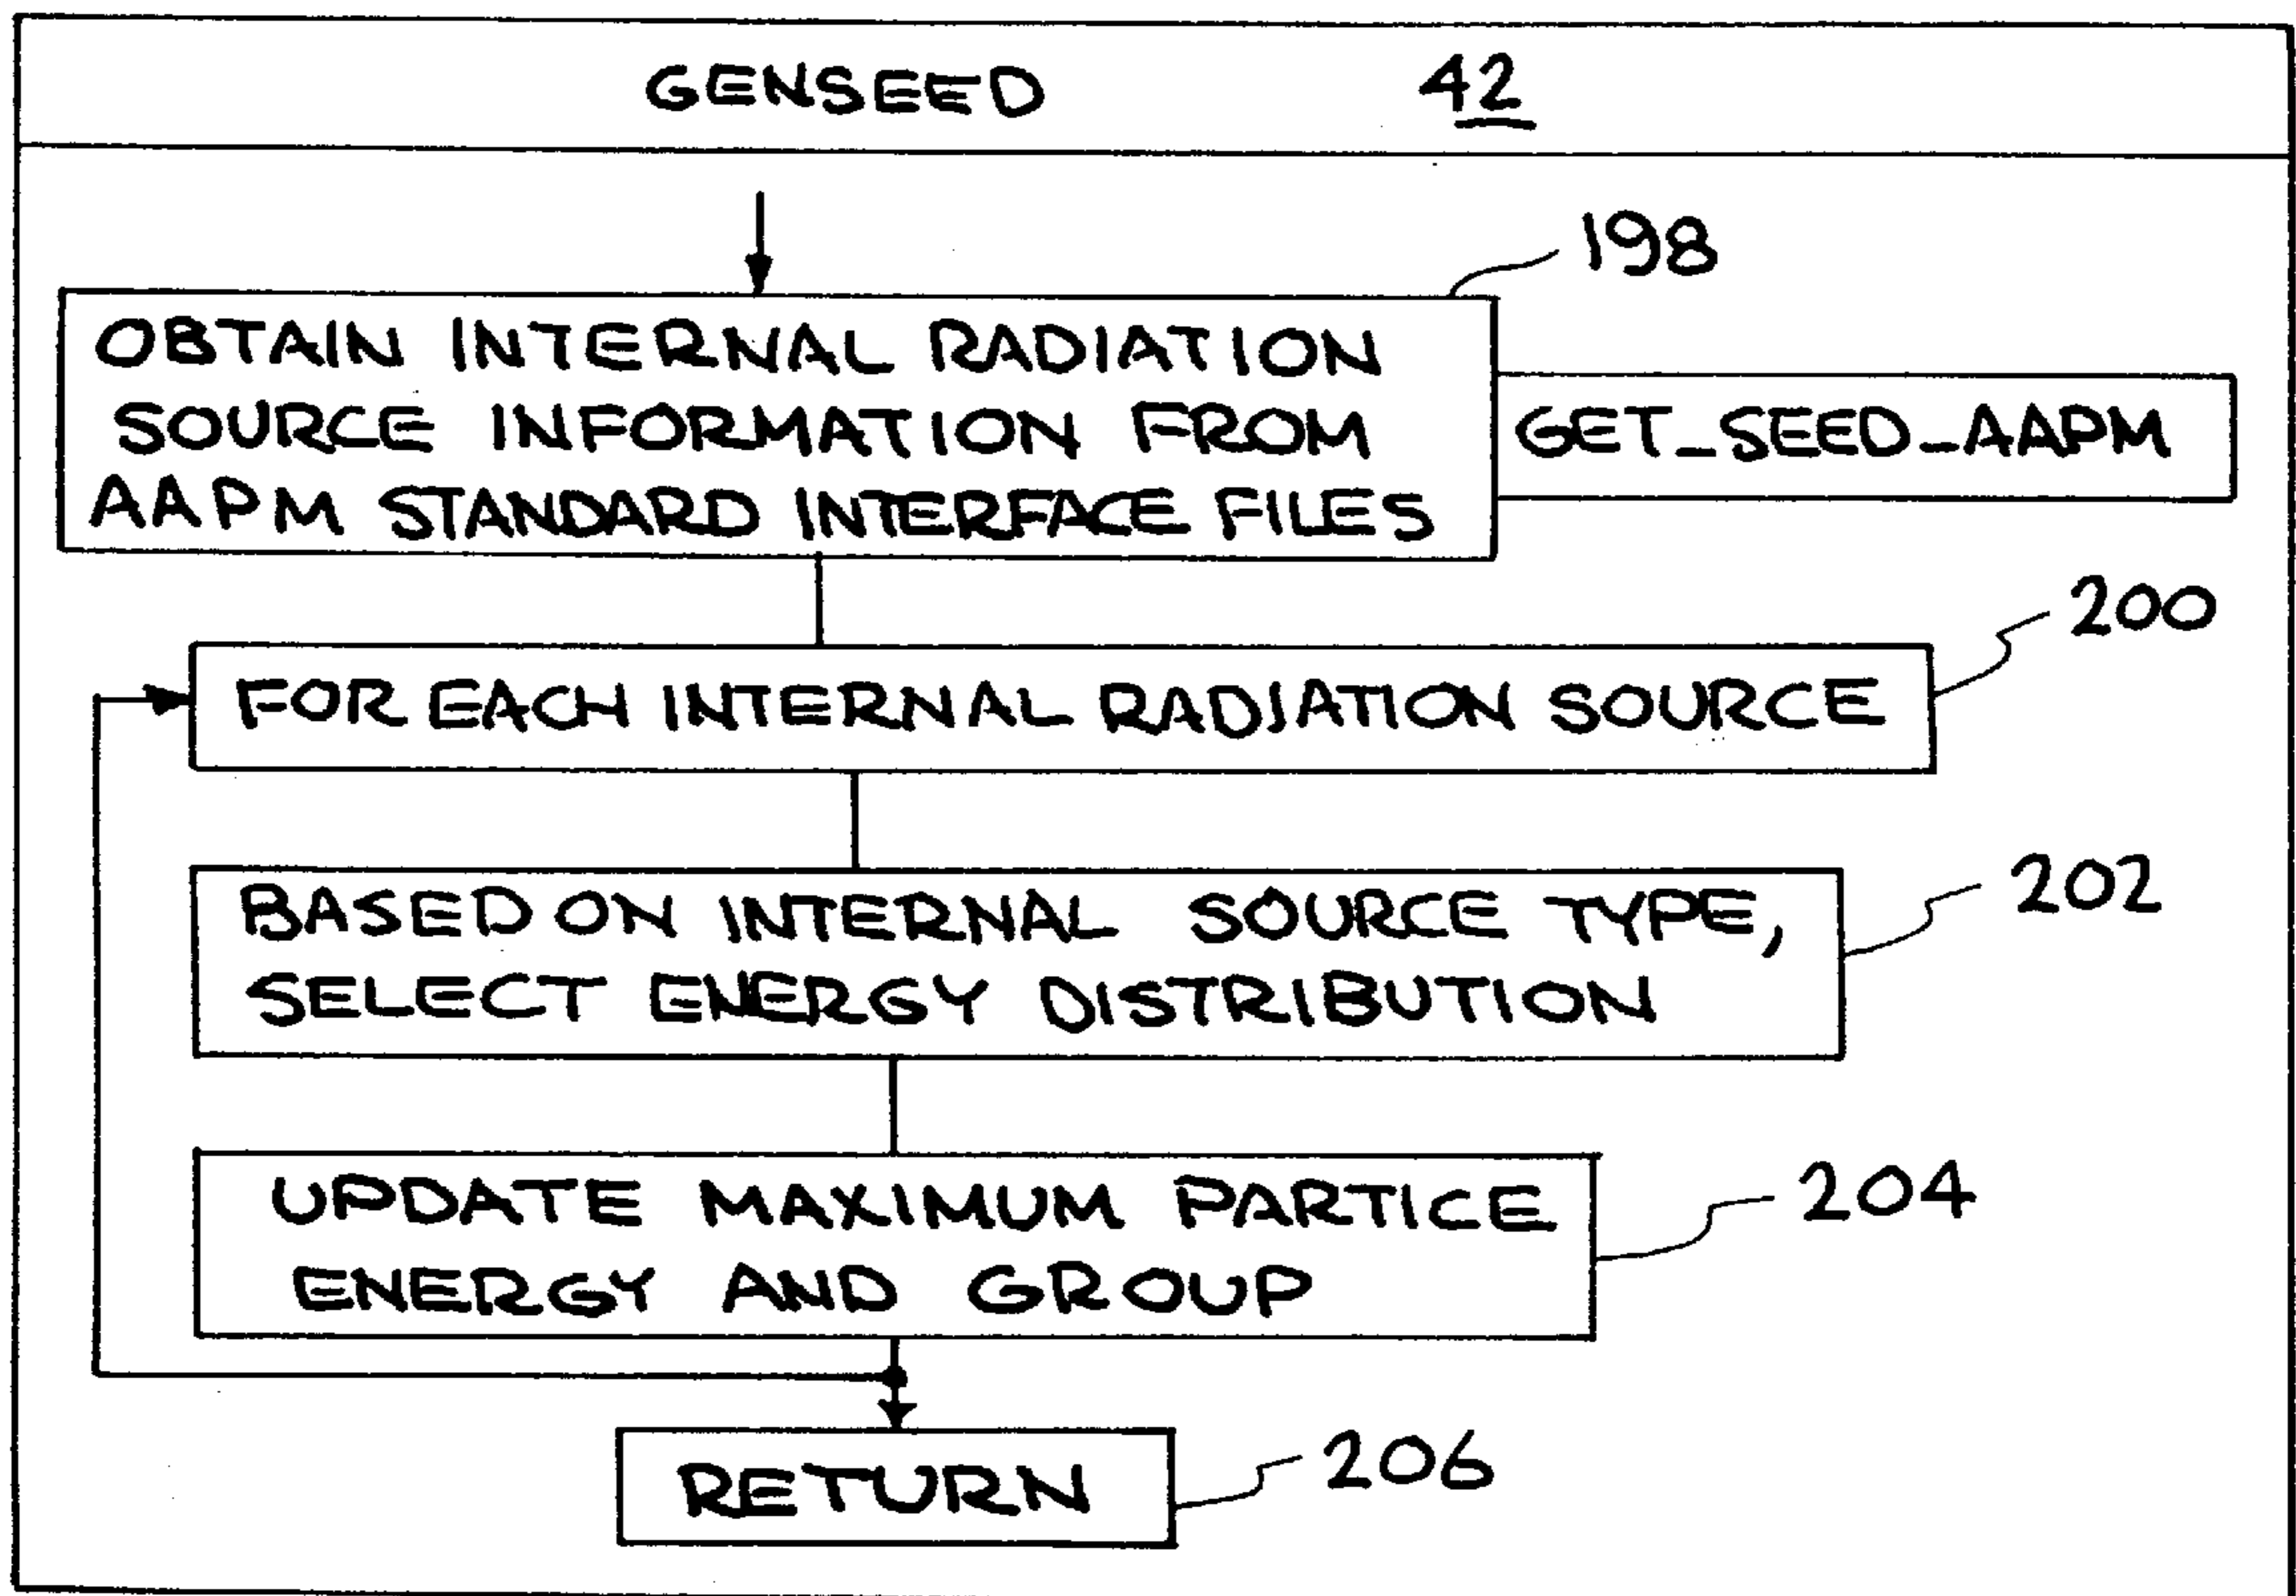 GENSEED 42
198
OBTAIN INTERNAL RADIATION
SOURCE INFORMATION FROM
AAPM STANDARD INTERFACE FILES
GET_SEED_AAPM
200
FOR EACH INTERNAL RADIATION SOURCE
202
BASED ON INTERNAL SOURCE TYPE,
SELECT ENERGY DISTRIBUTION
204
UPDATE MAXIMUM PARTICE
ENERGY AND GROUP
RETURN
206